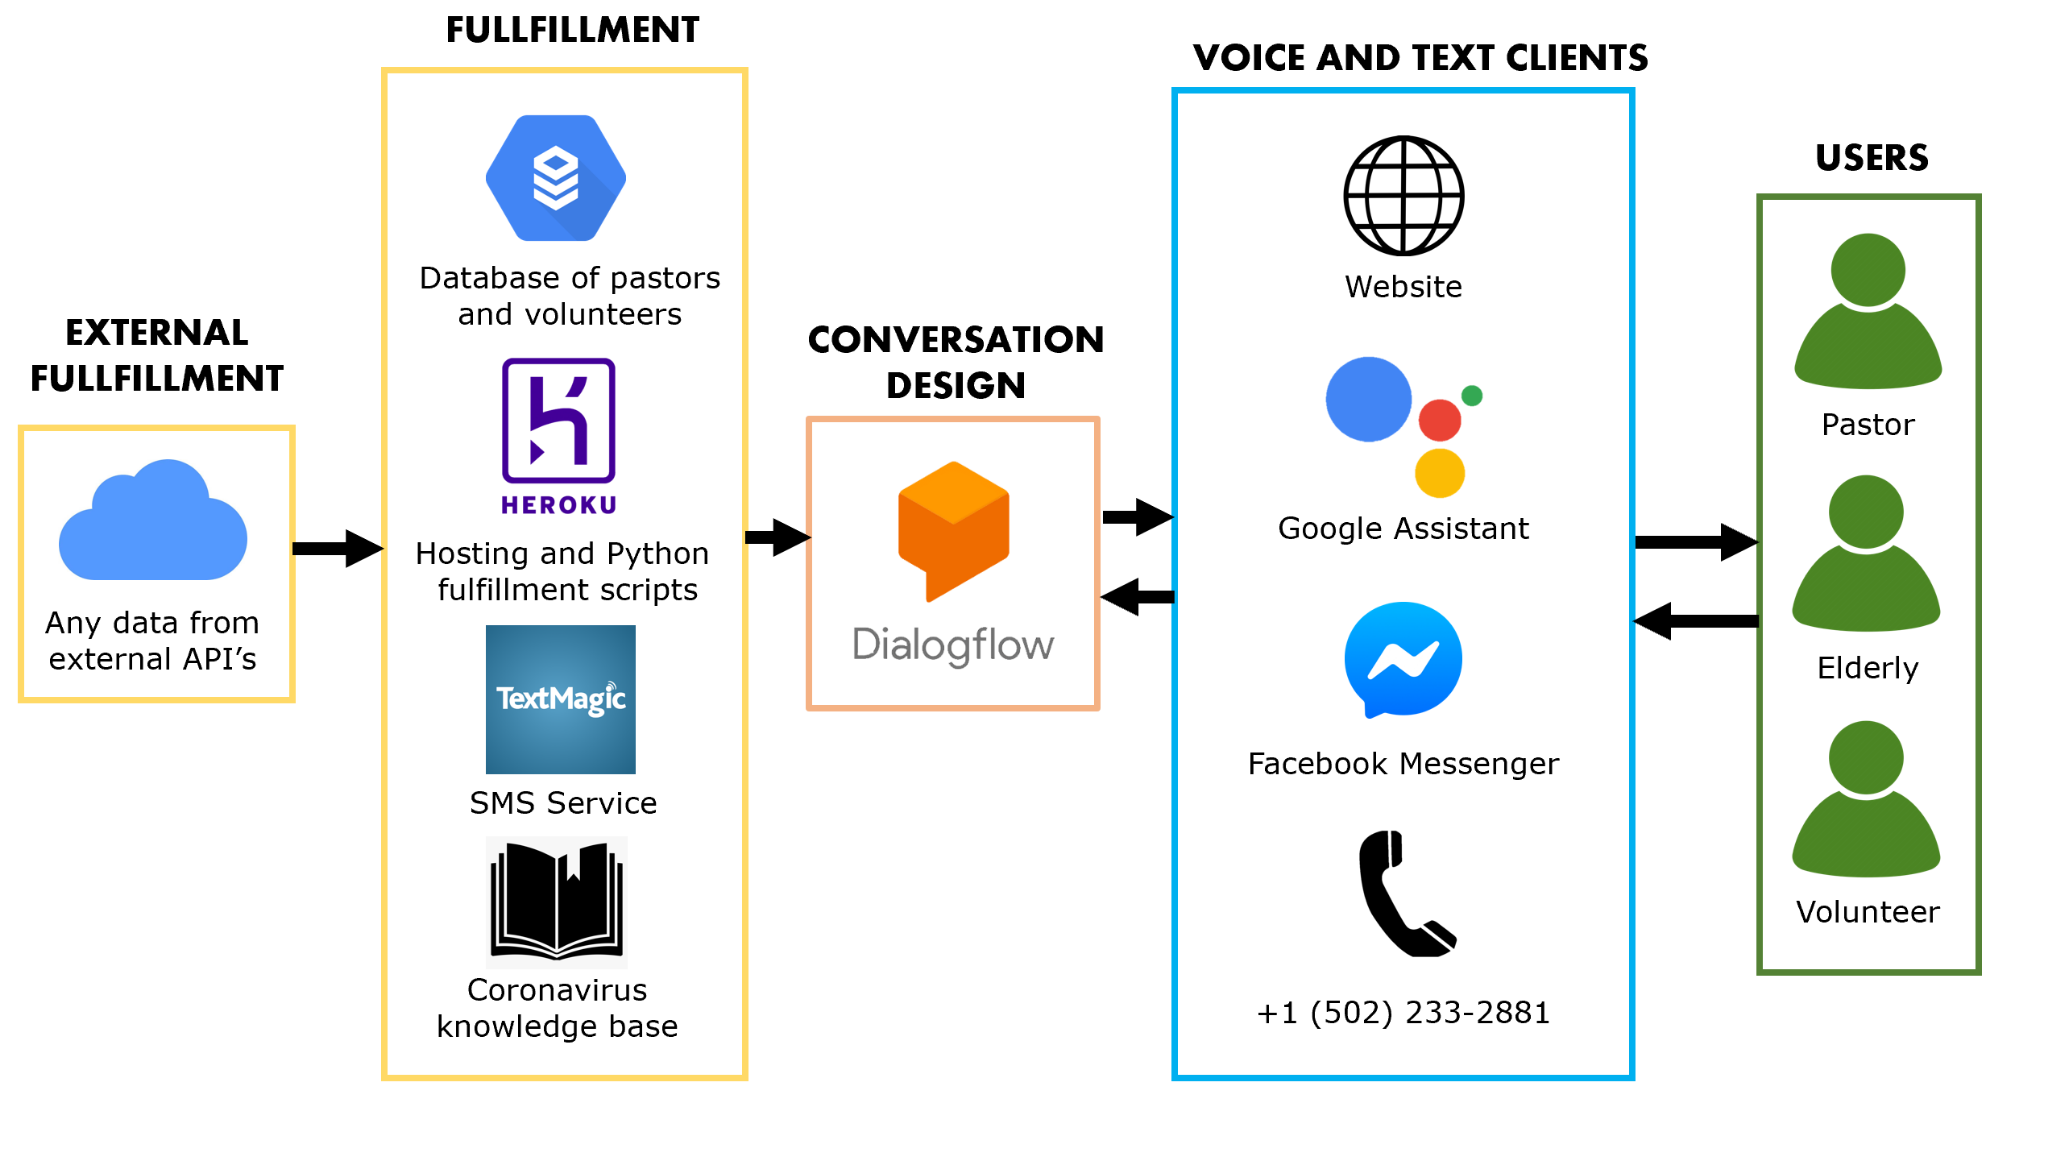 EXTERNAL
FULLFILLMENT
Any data from
external API’s
FULLFILLMENT
Database of pastors
and volunteers
HEROKU
Hosting and Python
fulfillment scripts
TextMagic
SMS Service
Coronavirus
knowledge base
CONVERSATION
DESIGN
Dialogflow
VOICE AND TEXT CLIENTS
Website
Google Assistant
Facebook Messenger
+1 (502) 233-2881
USERS
Pastor
Elderly
Volunteer